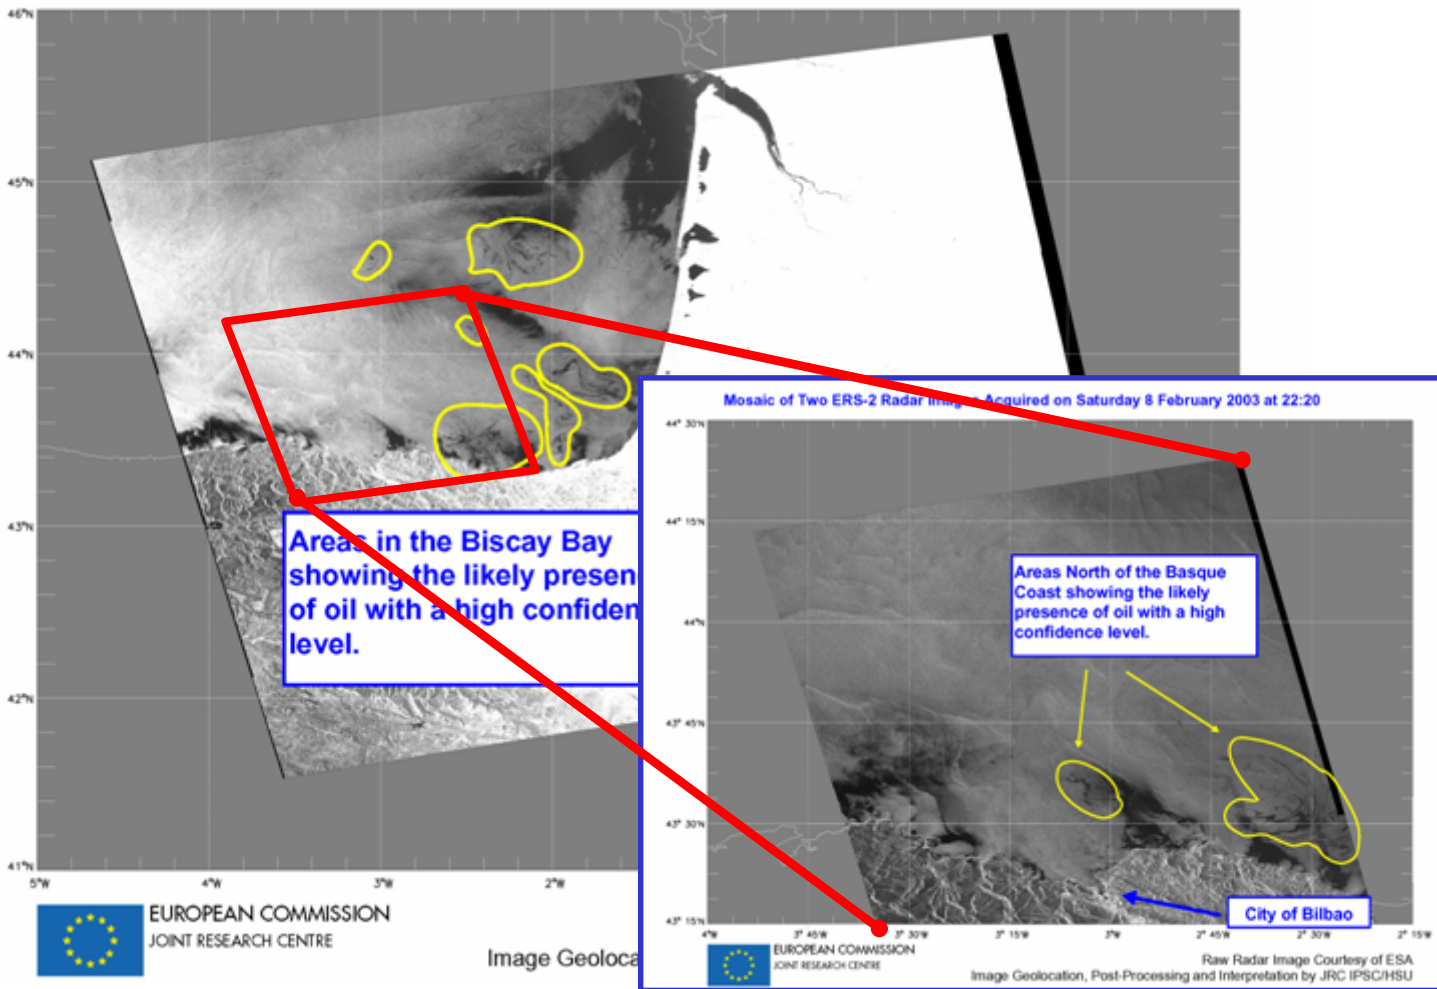 46°N
45°N
44°N
43°N
42°N
41°N
5°W
4°W
3°W
2°W
Areas in the Biscay Bay
showing the likely presen
of oil with a high confiden
level.
EUROPEAN COMMISSION
JOINT RESEARCH CENTRE
Image Geoloca
Mosaic of Two ERS-2 Radar Images Acquired on Saturday 8 February 2003 at 22:20
44° 30'N
44° 15'N
44°N
43° 45'N
43° 30'N
43° 15'N
4°W
3° 45'W
3° 30'W
3° 15'W
3°W
2° 45'W
2° 30'W
2° 15'W
Areas North of the Basque
Coast showing the likely
presence of oil with a high
confidence level.
City of Bilbao
EUROPEAN COMMISSION
JOINT RESEARCH CENTRE
Raw Radar Image Courtesy of ESA
Image Geolocation, Post-Processing and Interpretation by JRC IPSC/HSU